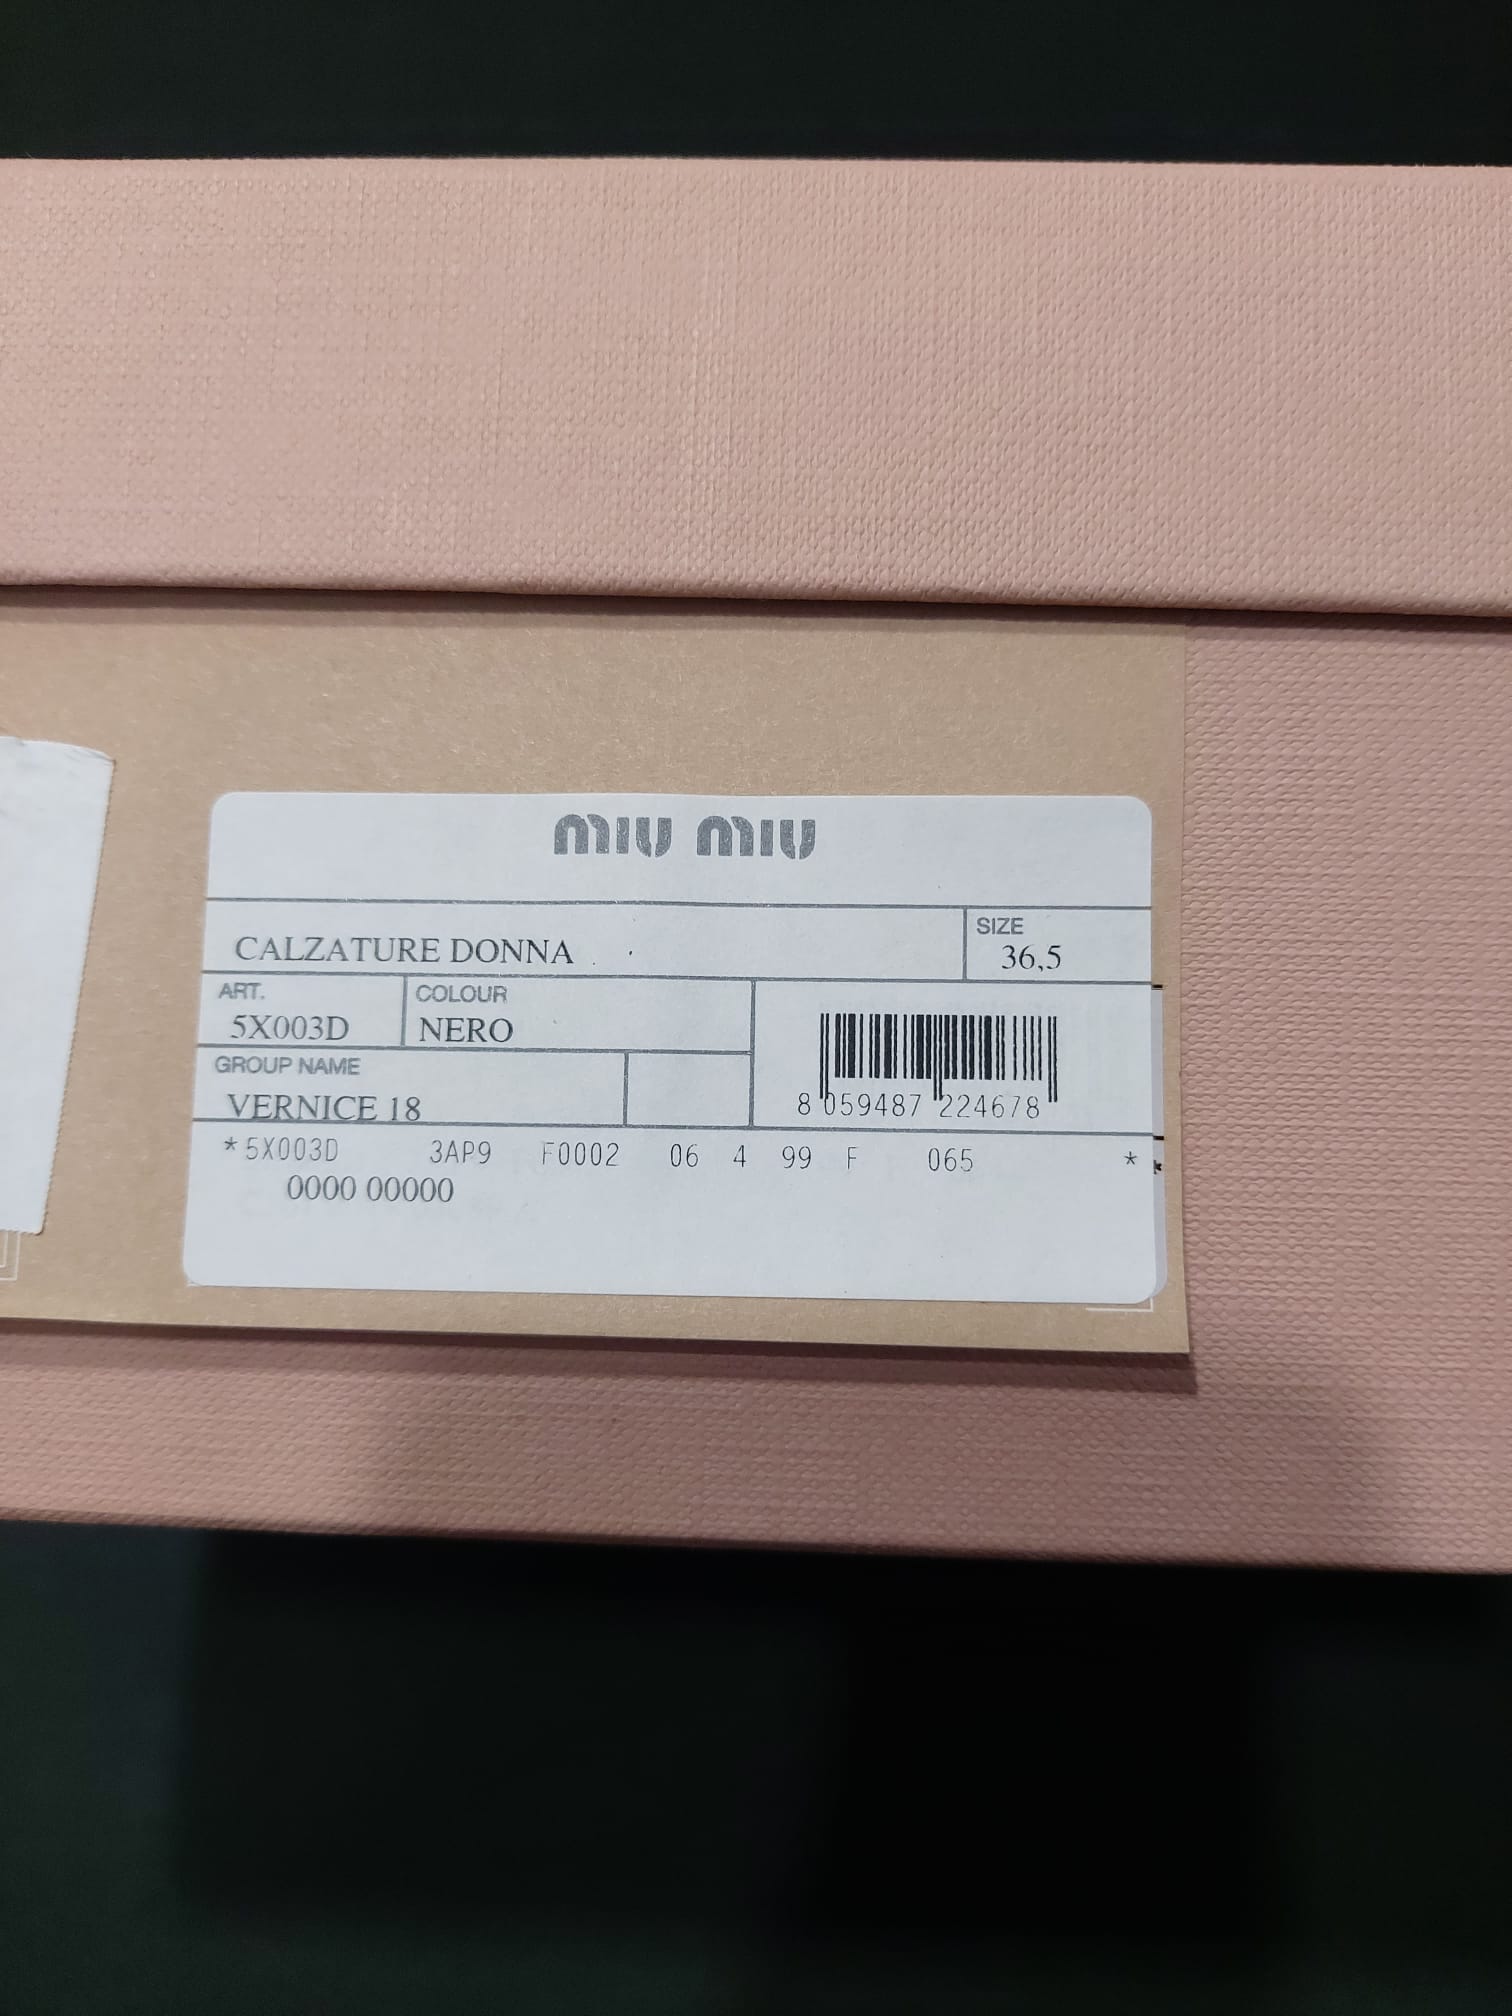 MIU MIU
CALZATURE DONNA
SIZE
36,5
ART.
5X003D
COLOUR
NERO
GROUP NAME
VERNICE 18
8 059487 224678
*5X003D 3AP9 F0002 06 4 99 F 065 *
0000 00000